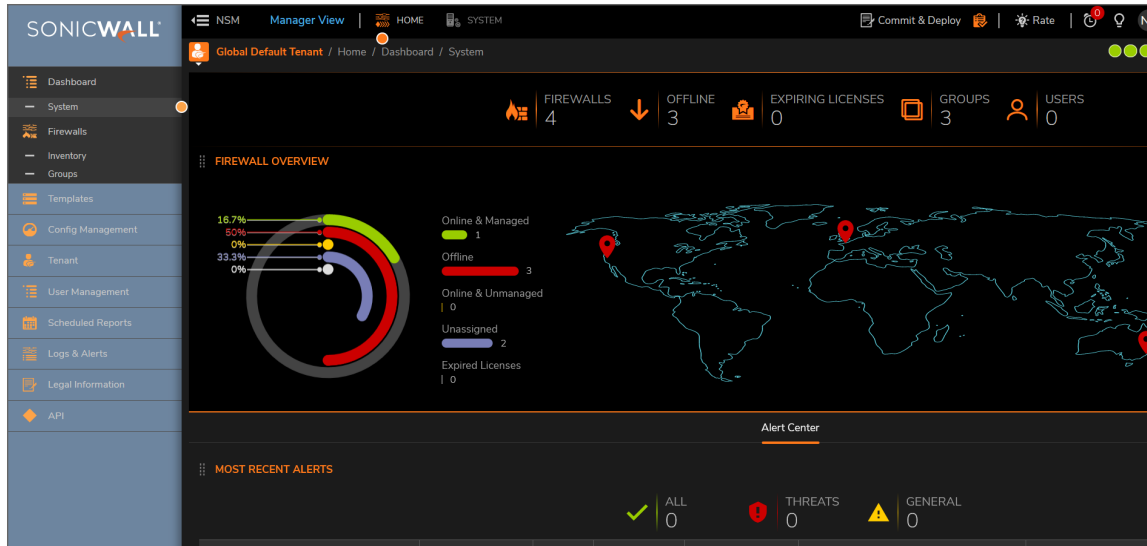 SONICWALL
NSM Manager View HOME SYSTEM Commit & Deploy Rate 0
Global Default Tenant / Home / Dashboard / System
Dashboard
System
Firewalls
Inventory
Groups
Templates
Config Management
Tenant
User Management
Scheduled Reports
Logs & Alerts
Legal Information
API
FIREWALLS
4
OFFLINE
3
EXPIRING LICENSES
0
GROUPS
3
USERS
0
FIREWALL OVERVIEW
16.7%
50%
0%
33.3%
0%
Online & Managed
1
Offline
3
Online & Unmanaged
0
Unassigned
2
Expired Licenses
0
Alert Center
MOST RECENT ALERTS
ALL
0
THREATS
0
GENERAL
0